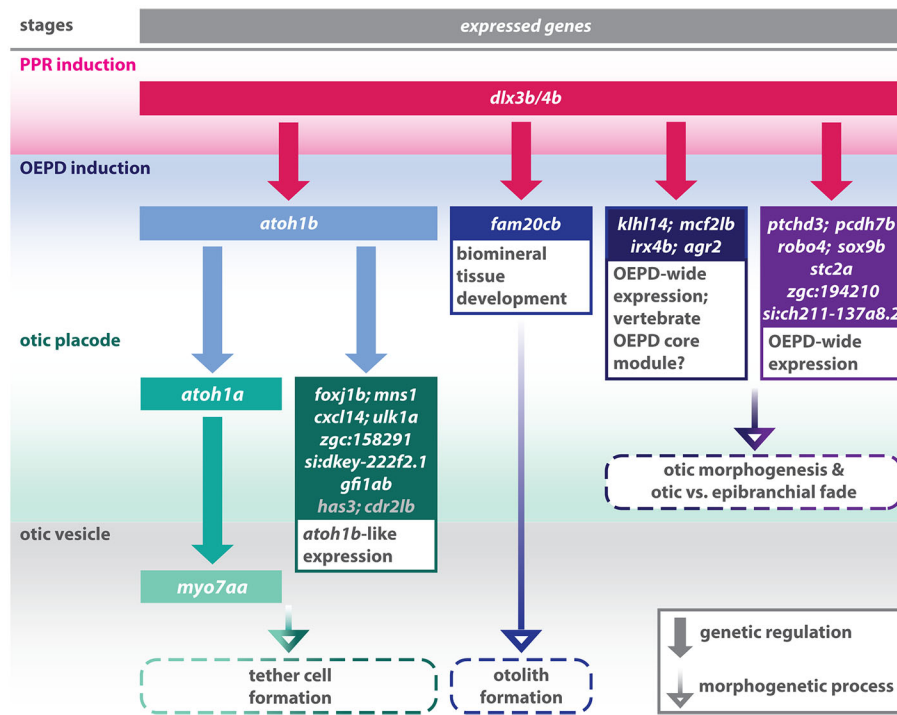 stages
expressed genes
PPR induction
dlx3b/4b
OEPD induction
atoh1b
fam20cb
biomineral
tissue
development
klhl14; mcf2lb
irx4b; agr2
OEPD-wide
expression;
vertebrate
OEPD core
module?
ptchd3; pcdh7b
robo4; sox9b
stc2a
zgc:194210
si:ch211-137a8.2
OEPD-wide
expression
otic placode
atoh1a
foxj1b; mns1
cxcl14; ulk1a
zgc:158291
si:dkey-222f2.1
gfi1ab
has3; cdr2lb
atoh1b-like
expression
otic morphogenesis &
otic vs. epibranchial fade
otic vesicle
myo7aa
tether cell
formation
otolith
formation
genetic regulation
morphogenetic process